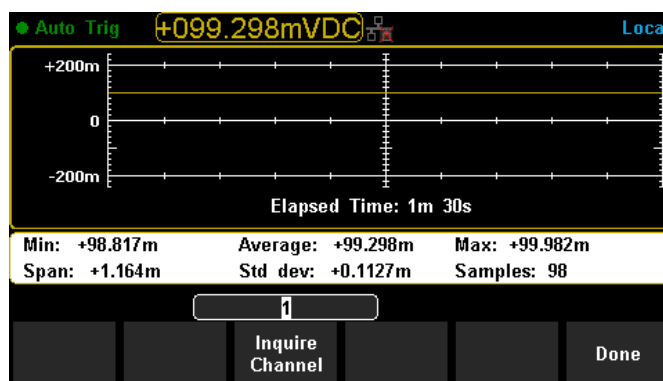 Auto Trig +099.298mVDC Loca
+200m
0
-200m
Elapsed Time: 1m 30s
Min: +98.817m Average: +99.298m Max: +99.982m
Span: +1.164m Std dev: +0.1127m Samples: 98
1
Inquire
Channel
Done